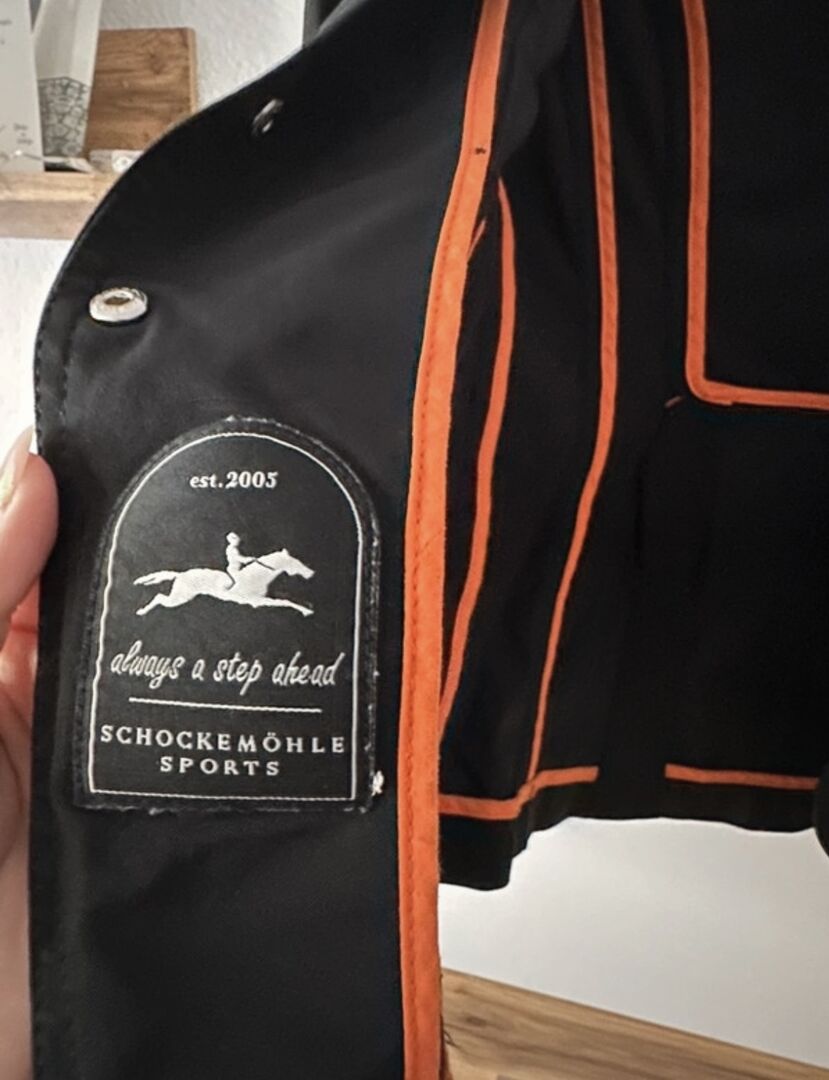 est.2005
always a step ahead
SCHOCKEMÖHLE
SPORTS